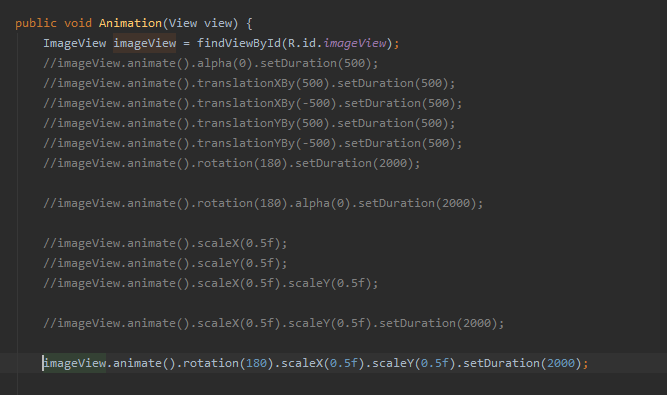 public void Animation(View view) {
ImageView imageView = findViewById(R.id.imageView);
//imageView.animate().alpha(0).setDuration(500);
//imageView.animate().translationXBy(500).setDuration(500);
//imageView.animate().translationXBy(-500).setDuration(500);
//imageView.animate().translationYBy(500).setDuration(500);
//imageView.animate().translationYBy(-500).setDuration(500);
//imageView.animate().rotation(180).setDuration(2000);
//imageView.animate().rotation(180).alpha(0).setDuration(2000);
//imageView.animate().scaleX(0.5f);
//imageView.animate().scaleY(0.5f);
//imageView.animate().scaleX(0.5f).scaleY(0.5f);
//imageView.animate().scaleX(0.5f).scaleY(0.5f).setDuration(2000);
imageView.animate().rotation(180).scaleX(0.5f).scaleY(0.5f).setDuration(2000);